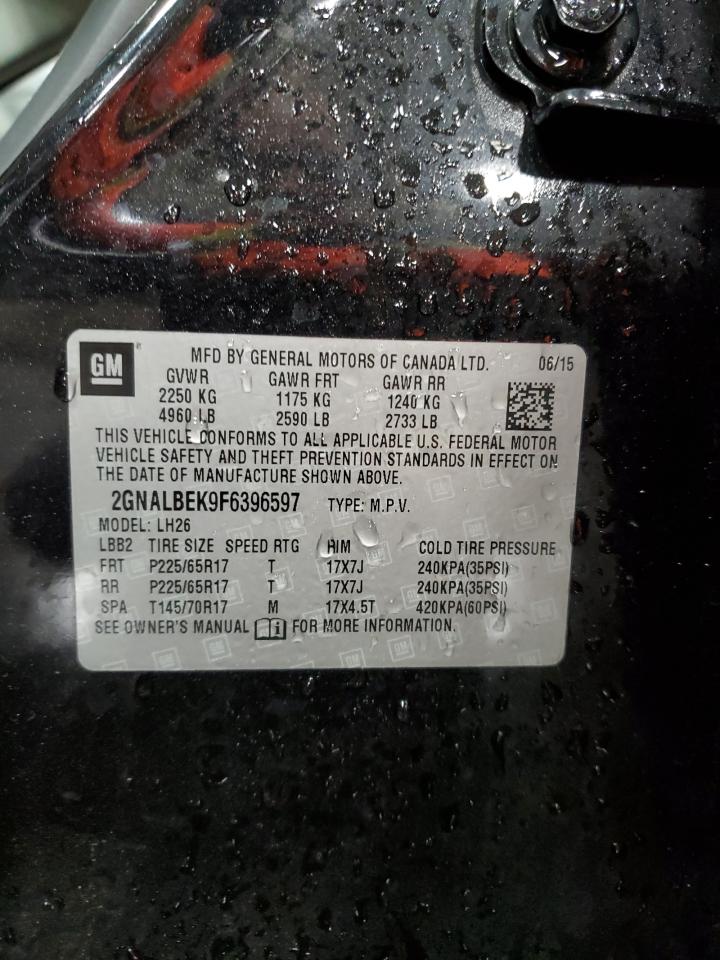 GM
MFD BY GENERAL MOTORS OF CANADA LTD. 06/15
GVWR GAWR FRT GAWR RR
2250 KG 1175 KG 1240 KG
4960 LB 2590 LB 2733 LB
THIS VEHICLE CONFORMS TO ALL APPLICABLE U.S. FEDERAL MOTOR
VEHICLE SAFETY AND THEFT PREVENTION STANDARDS IN EFFECT ON
THE DATE OF MANUFACTURE SHOWN ABOVE.
2GNALBEK9F6396597 TYPE: M.P.V.
MODEL: LH26
LBB2 TIRE SIZE SPEED RTG RIM COLD TIRE PRESSURE
FRT P225/65R17 T 17X7J 240KPA(35PSI)
RR P225/65R17 T 17X7J 240KPA(35PSI)
SPA T145/70R17 M 17X4.5T 420KPA(60PSI)
SEE OWNER'S MANUAL FOR MORE INFORMATION.